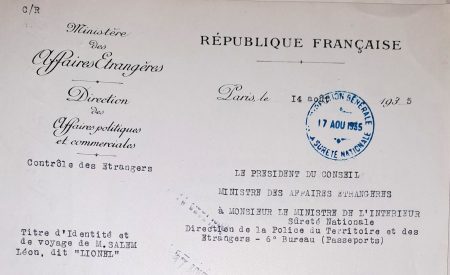 C/R
Ministère
des
Affaires Etrangères
Direction
des
Affaires politiques
et commerciales
Contrôle des Etrangers
Titre d'Identité et
de voyage de M. SALEM
Léon, dit "LIONEL"
RÉPUBLIQUE FRANÇAISE
Paris, le 14 août 1935
GÉNÉRALE
17 AOU 1935
SÛRETÉ NATIONALE
LE PRESIDENT DU CONSEIL
MINISTRE DES AFFAIRES ETRANGERES
à MONSIEUR LE MINISTRE DE L'INTERIEUR
Sûreté Nationale
Direction de la Police du Territoire et des
Etrangers - 6° Bureau (Passeports)